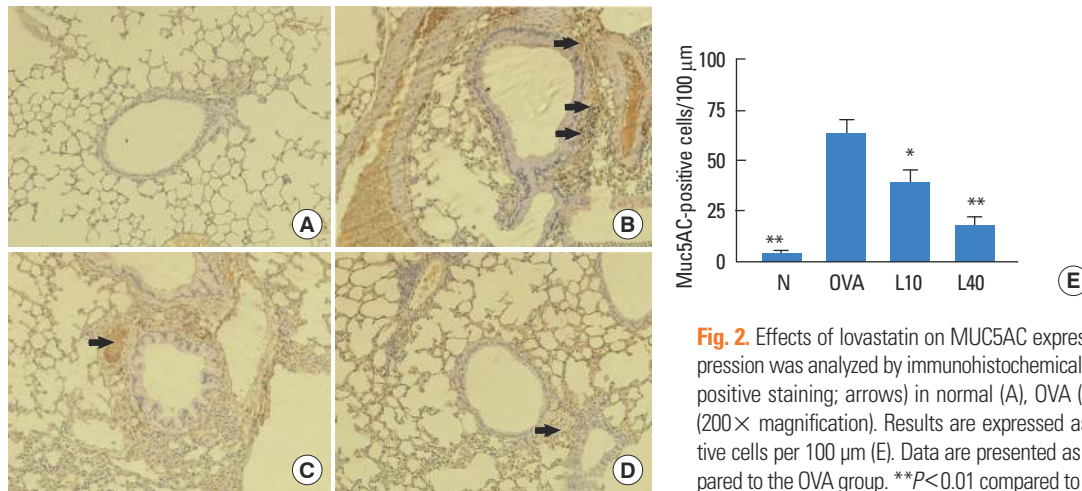 A
B
C
D
Muc5AC-positive cells/100 μm
100
75
50
25
0
**
*
**
N OVA L10 L40
E
Fig. 2. Effects of lovastatin on MUC5AC expres
pression was analyzed by immunohistochemical
positive staining; arrows) in normal (A), OVA (
(200× magnification). Results are expressed as
tive cells per 100 μm (E). Data are presented as
pared to the OVA group. **P<0.01 compared to